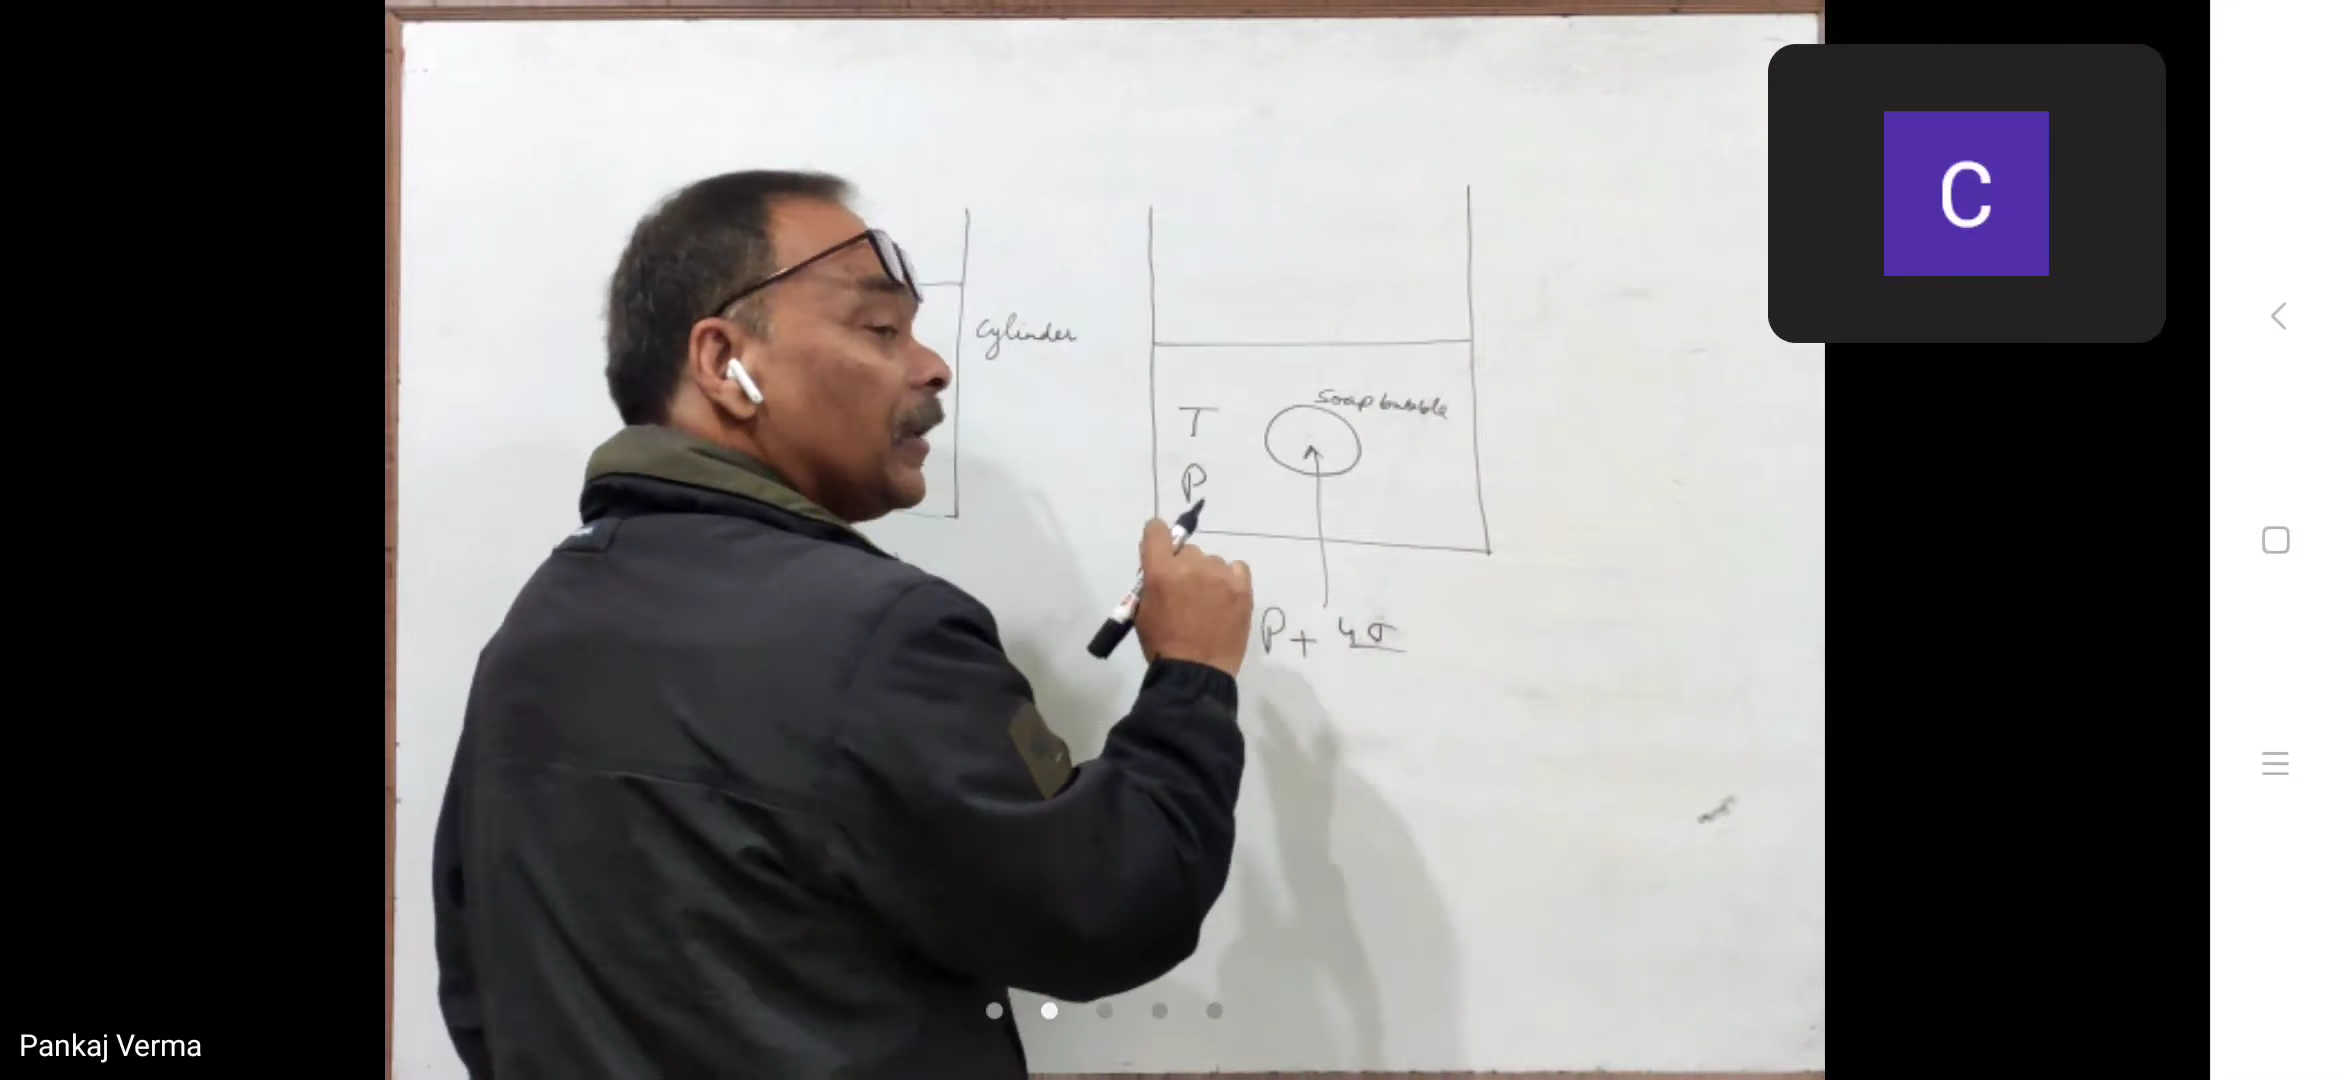 C
Cylinder
Soap bubble
T
P
P + 4σ
Pankaj Verma